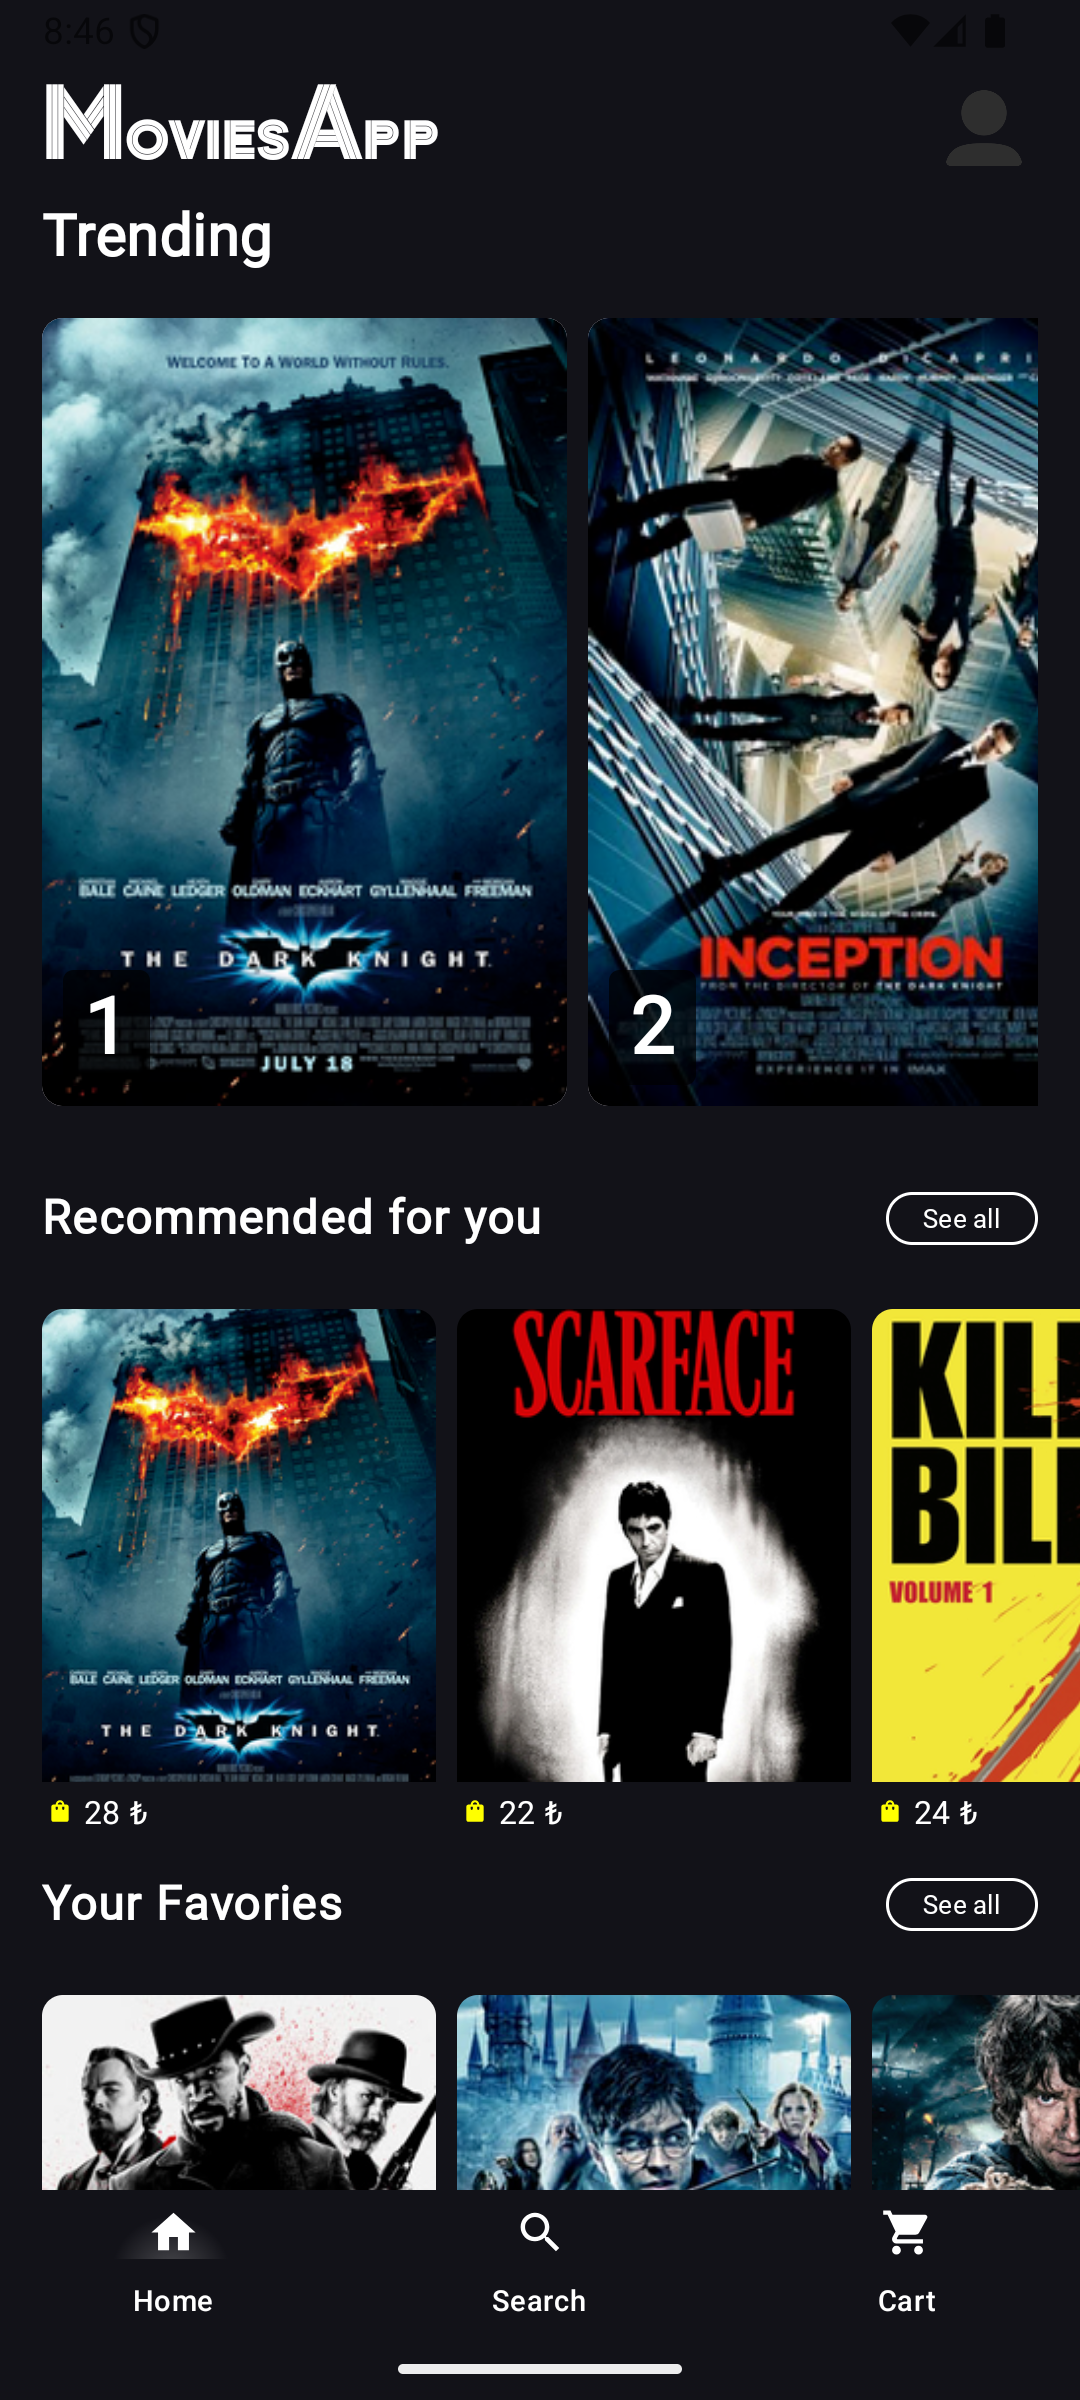 8:46
MoviesApp
Trending
WELCOME TO A WORLD WITHOUT RULES.
BALE CAINE LEDGER OLDMAN ECKHART GYLLENHAAL FREEMAN
THE DARK KNIGHT
1
JULY 18
LEONARDO DICAPRI
INCEPTION
FROM THE DIRECTOR OF THE DARK KNIGHT
2
EXPERIENCE IT IN IMAX
Recommended for you
See all
BALE CAINE LEDGER OLDMAN ECKHART GYLLENHAAL FREEMAN
THE DARK KNIGHT
SCARFACE
KILL
BILL
VOLUME 1
28 ₺
22 ₺
24 ₺
Your Favories
See all
Home
Search
Cart